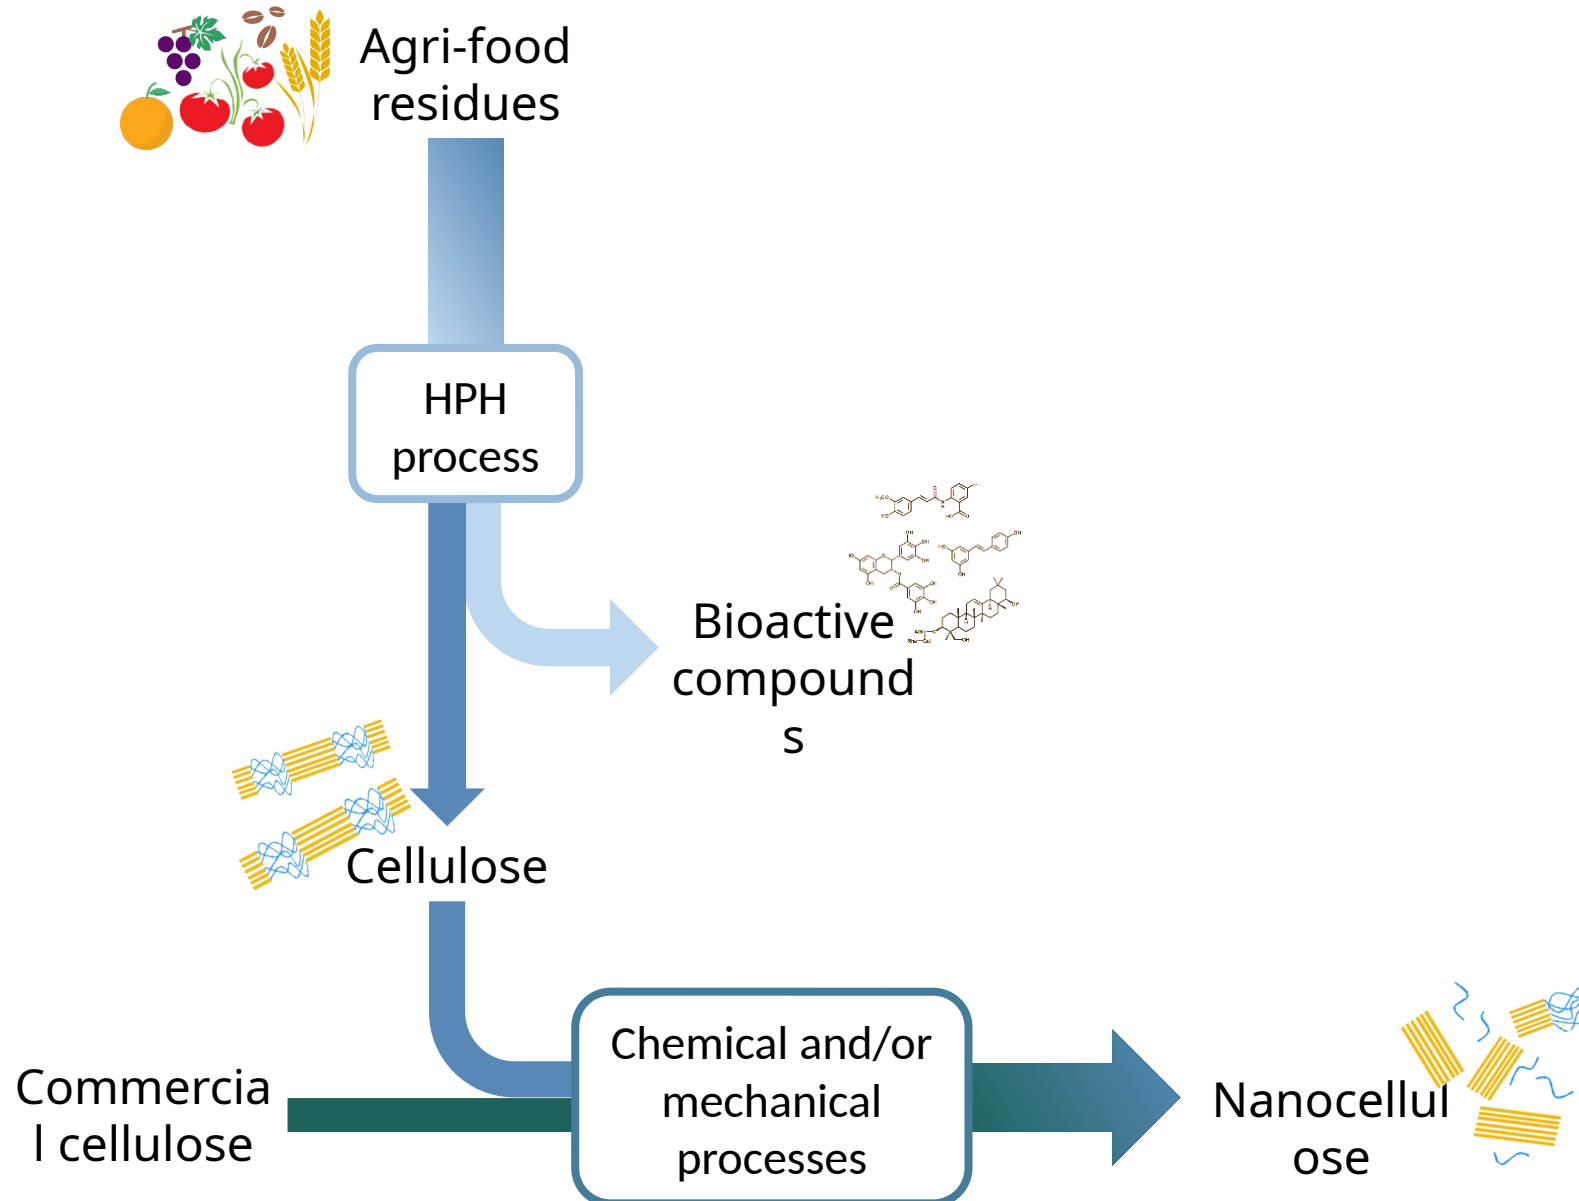 Agri-food
residues
HPH
process
Bioactive
compound
s
Cellulose
Chemical and/or
mechanical
processes
Commercia
l cellulose
Nanocellul
ose